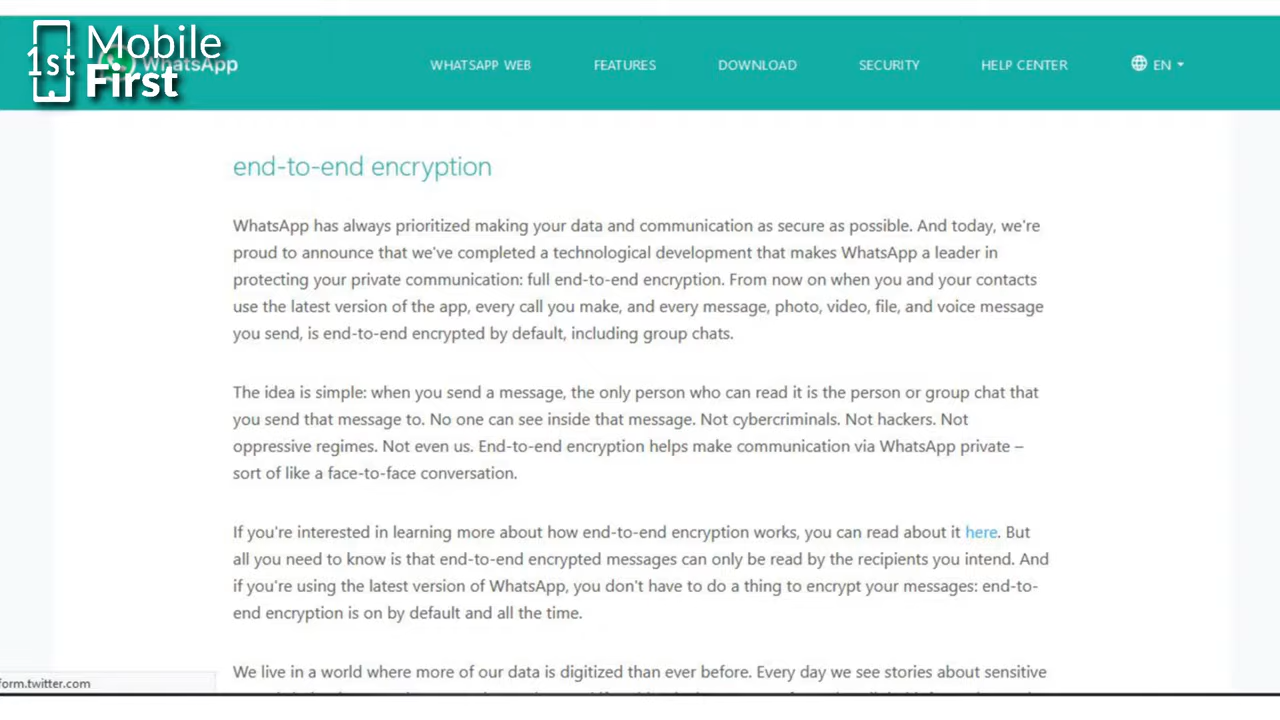 1st Mobile First
WhatsApp
WHATSAPP WEB FEATURES DOWNLOAD SECURITY HELP CENTER EN
end-to-end encryption
WhatsApp has always prioritized making your data and communication as secure as possible. And today, we're
proud to announce that we've completed a technological development that makes WhatsApp a leader in
protecting your private communication: full end-to-end encryption. From now on when you and your contacts
use the latest version of the app, every call you make, and every message, photo, video, file, and voice message
you send, is end-to-end encrypted by default, including group chats.
The idea is simple: when you send a message, the only person who can read it is the person or group chat that
you send that message to. No one can see inside that message. Not cybercriminals. Not hackers. Not
oppressive regimes. Not even us. End-to-end encryption helps make communication via WhatsApp private –
sort of like a face-to-face conversation.
If you're interested in learning more about how end-to-end encryption works, you can read about it here. But
all you need to know is that end-to-end encrypted messages can only be read by the recipients you intend. And
if you're using the latest version of WhatsApp, you don't have to do a thing to encrypt your messages: end-to-
end encryption is on by default and all the time.
We live in a world where more of our data is digitized than ever before. Every day we see stories about sensitive
form.twitter.com